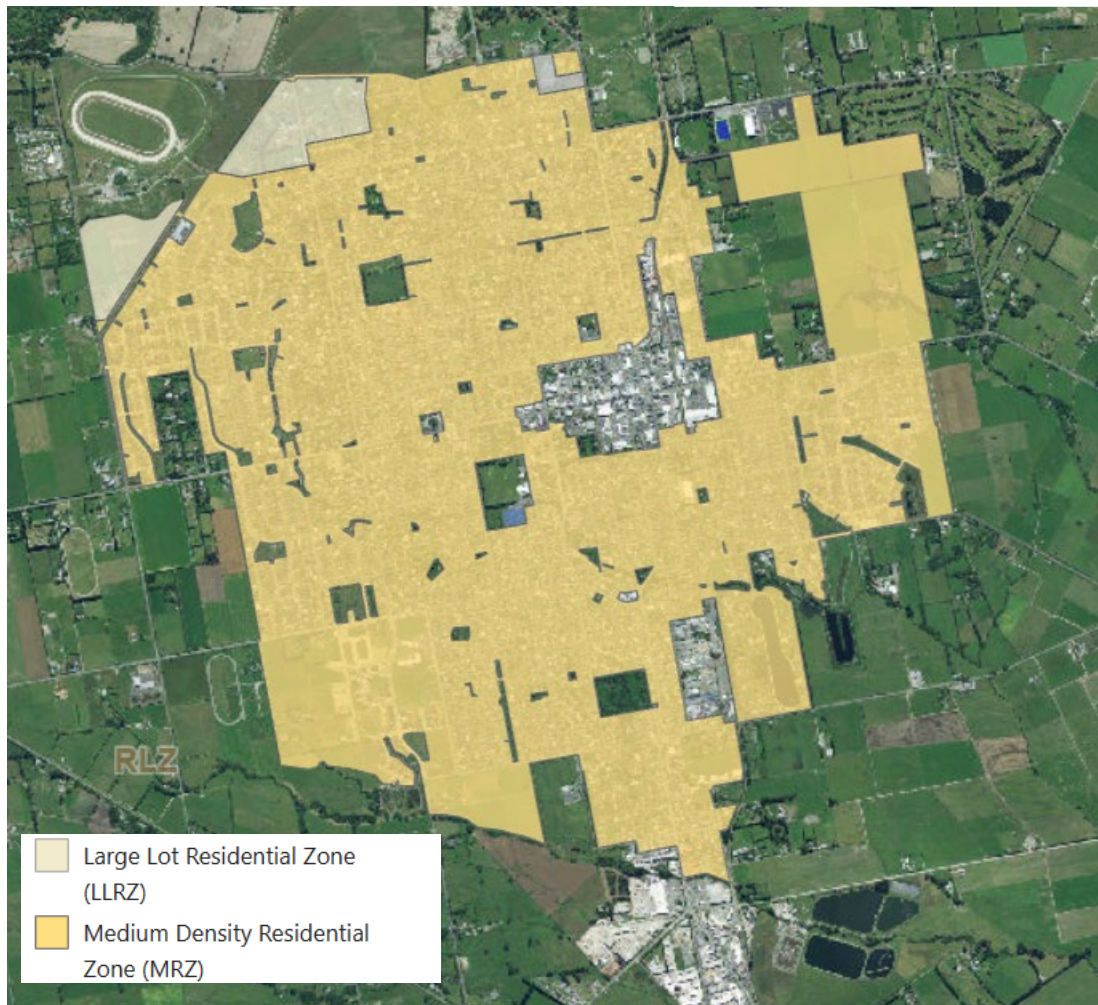 RLZ
Large Lot Residential Zone
(LLRZ)
Medium Density Residential
Zone (MRZ)